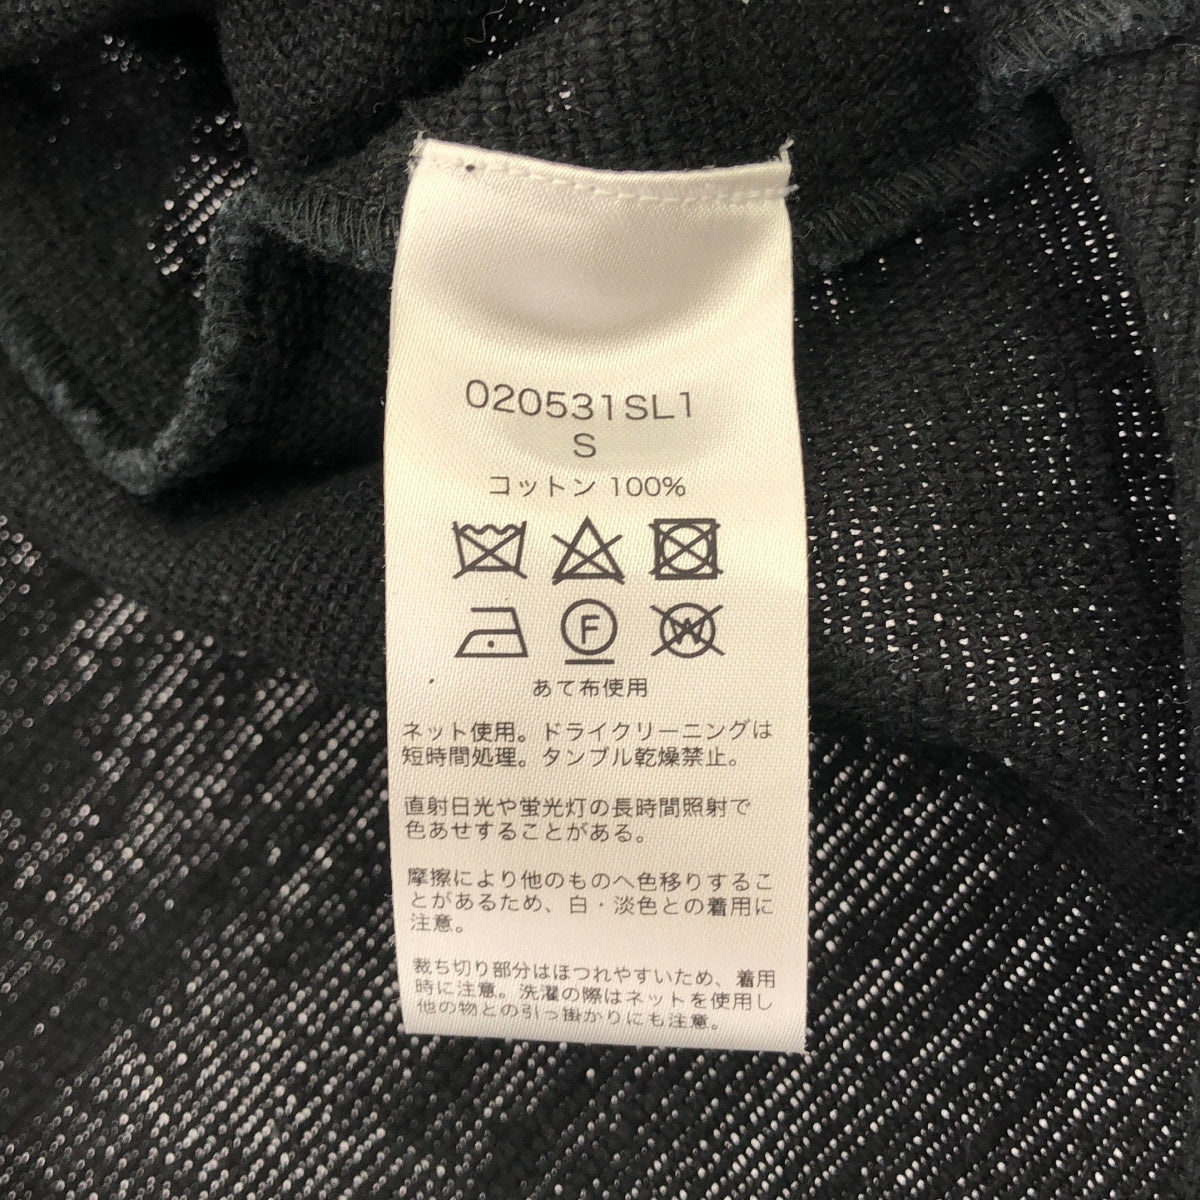 020531SL1
S
コットン 100%
F
W
あて布使用
ネット使用。ドライクリーニングは
短時間処理。タンブル乾燥禁止。
直射日光や蛍光灯の長時間照射で
色あせすることがある。
摩擦により他のものへ色移りするこ
とがあるため、白・淡色との着用に
注意。
裁ち切り部分はほつれやすいため、着用
時に注意。洗濯の際はネットを使用し
他の物との引っ掛かりにも注意。